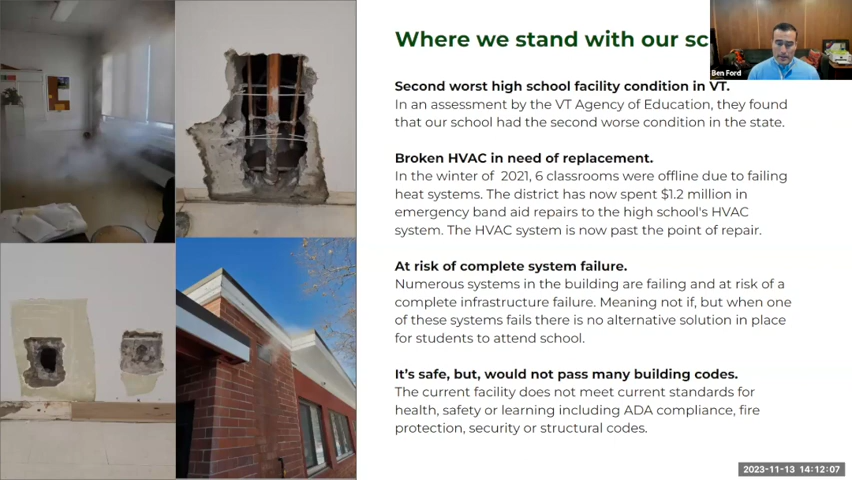 Where we stand with our sc
Ben Ford
Second worst high school facility condition in VT.
In an assessment by the VT Agency of Education, they found
that our school had the second worse condition in the state.
Broken HVAC in need of replacement.
In the winter of 2021, 6 classrooms were offline due to failing
heat systems. The district has now spent $1.2 million in
emergency band aid repairs to the high school's HVAC
system. The HVAC system is now past the point of repair.
At risk of complete system failure.
Numerous systems in the building are failing and at risk of a
complete infrastructure failure. Meaning not if, but when one
of these systems fails there is no alternative solution in place
for students to attend school.
It's safe, but, would not pass many building codes.
The current facility does not meet current standards for
health, safety or learning including ADA compliance, fire
protection, security or structural codes.
2023-11-13 14:12:07